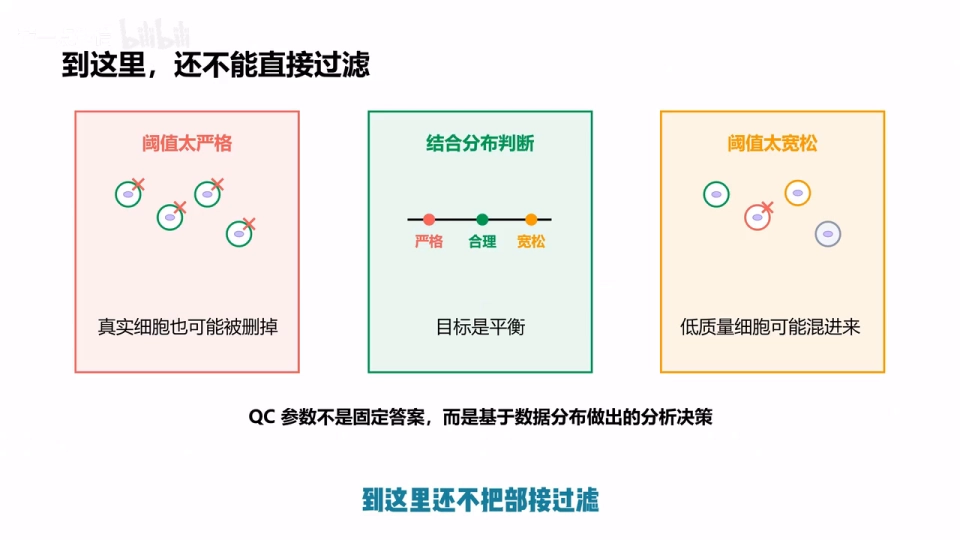 bilibili
到这里，还不能直接过滤
阈值太严格
真实细胞也可能被删掉
结合分布判断
严格
合理
宽松
目标是平衡
阈值太宽松
低质量细胞可能混进来
QC 参数不是固定答案，而是基于数据分布做出的分析决策
到这里还不把部接过滤